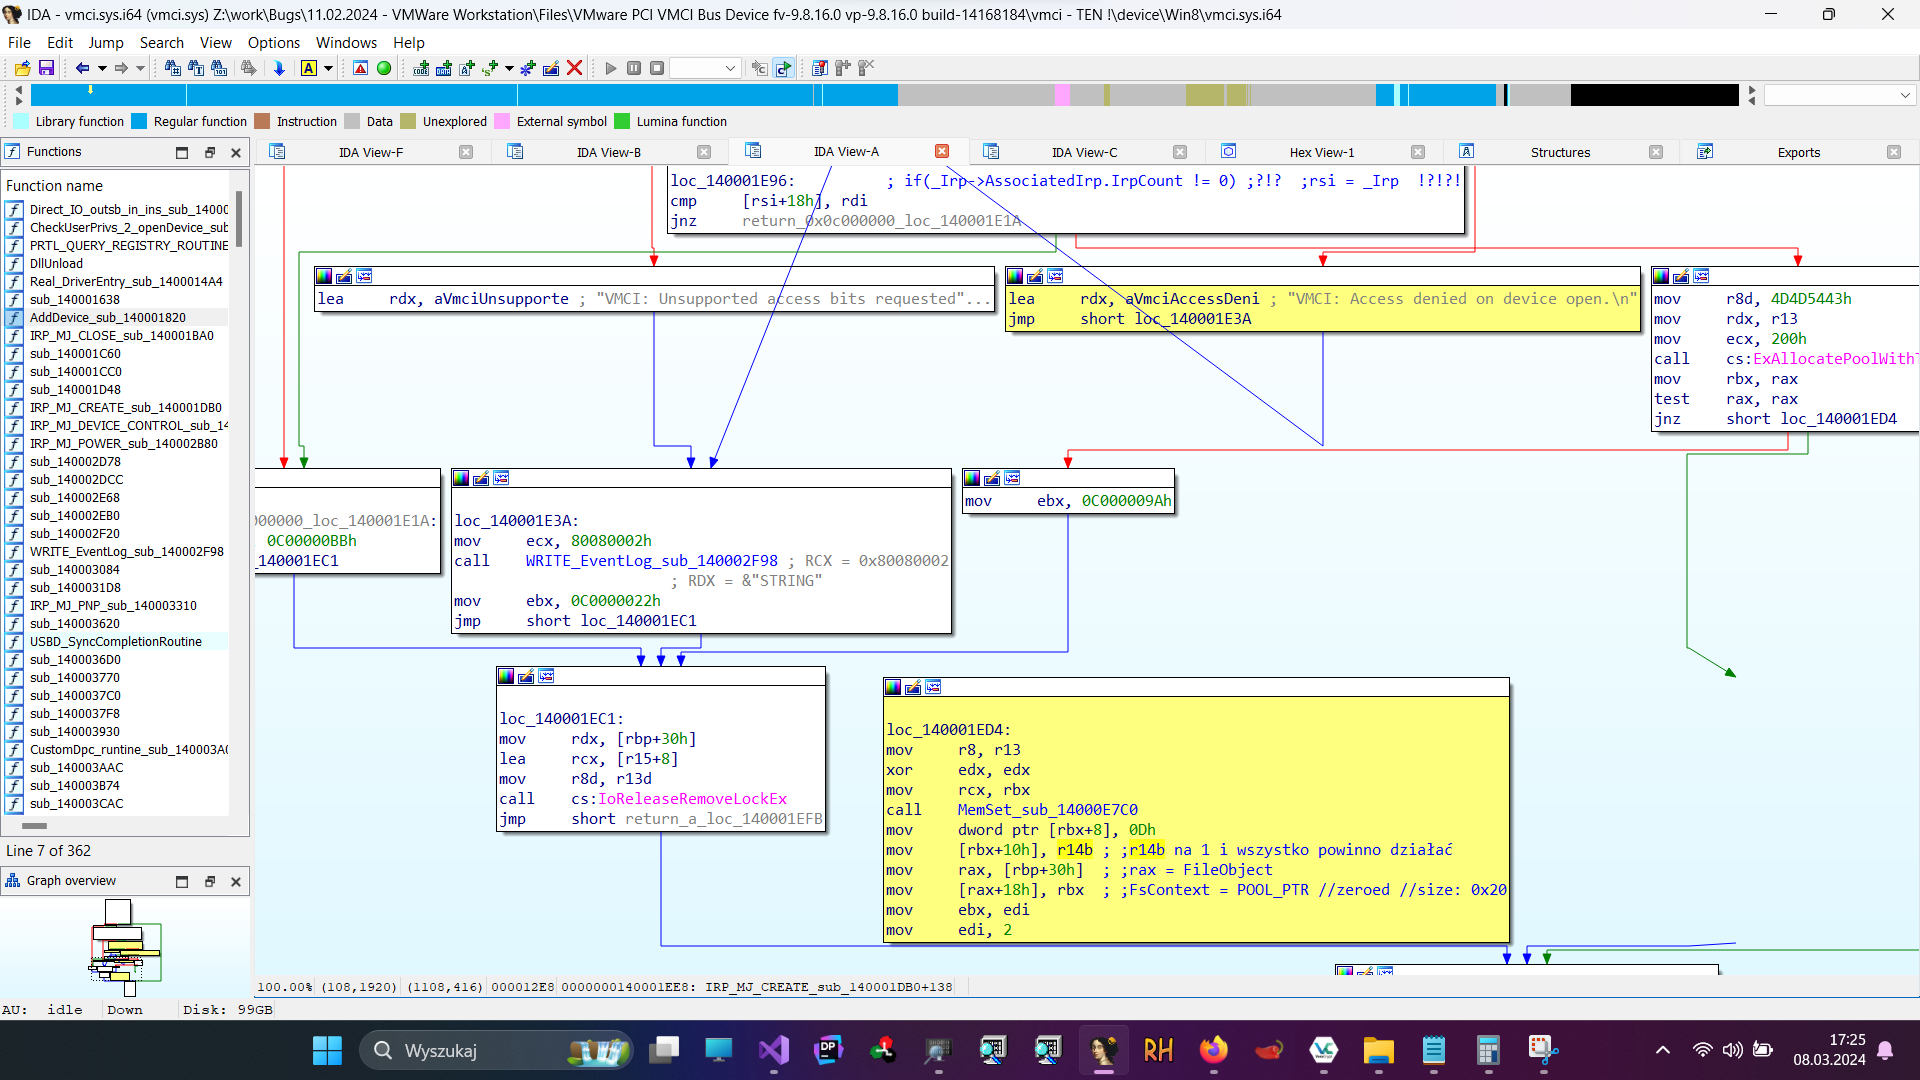 IDA - vmci.sys.i64 (vmci.sys) Z:\work\Bugs\11.02.2024 - VMWare Workstation\Files\VMware PCI VMCI Bus Device fv-9.8.16.0 vp-9.8.16.0 build-14168184\vmci - TEN !\device\Win8\vmci.sys.i64
File Edit Jump Search View Options Windows Help
Library function Regular function Instruction Data Unexplored External symbol Lumina function
Functions
IDA View-F IDA View-B IDA View-A IDA View-C Hex View-1 Structures Exports
Function name
Direct_IO_outsb_in_ins_sub_1400
CheckUserPrivs_2_openDevice_sub
PRTL_QUERY_REGISTRY_ROUTINE
DllUnload
Real_DriverEntry_sub_1400014A4
sub_140001638
AddDevice_sub_140001820
IRP_MJ_CLOSE_sub_140001BA0
sub_140001C60
sub_140001CC0
sub_140001D48
IRP_MJ_CREATE_sub_140001DB0
IRP_MJ_DEVICE_CONTROL_sub_14
IRP_MJ_POWER_sub_140002B80
sub_140002D78
sub_140002DCC
sub_140002E68
sub_140002EB0
sub_140002F20
WRITE_EventLog_sub_140002F98
sub_140003084
sub_1400031D8
IRP_MJ_PNP_sub_140003310
sub_140003620
USBD_SyncCompletionRoutine
sub_1400036D0
sub_140003770
sub_1400037C0
sub_1400037F8
sub_140003930
CustomDpc_runtine_sub_140003A0
sub_140003AAC
sub_140003B74
sub_140003CAC
Line 7 of 362
Graph overview
loc_140001E96: ; if(_Irp->AssociatedIrp.IrpCount != 0) ;?!? ;rsi = _Irp !?!?!
cmp [rsi+18h], rdi
jnz return_0x0c000000_loc_140001E1A
lea rdx, aVmciUnsupporte ; "VMCI: Unsupported access bits requested"...
lea rdx, aVmciAccessDeni ; "VMCI: Access denied on device open.\n"
jmp short loc_140001E3A
mov r8d, 4D4D5443h
mov rdx, r13
mov ecx, 200h
call cs:ExAllocatePoolWithT
mov rbx, rax
test rax, rax
jnz short loc_140001ED4
000000_loc_140001E1A:
0C00000BBh
_140001EC1
loc_140001E3A:
mov ecx, 80080002h
call WRITE_EventLog_sub_140002F98 ; RCX = 0x80080002
; RDX = &"STRING"
mov ebx, 0C0000022h
jmp short loc_140001EC1
mov ebx, 0C000009Ah
loc_140001EC1:
mov rdx, [rbp+30h]
lea rcx, [r15+8]
mov r8d, r13d
call cs:IoReleaseRemoveLockEx
jmp short return_a_loc_140001EFB
loc_140001ED4:
mov r8, r13
xor edx, edx
mov rcx, rbx
call MemSet_sub_14000E7C0
mov dword ptr [rbx+8], 0Dh
mov [rbx+10h], r14b ; ;r14b na 1 i wszystko powinno działać
mov rax, [rbp+30h] ; ;rax = FileObject
mov [rax+18h], rbx ; ;FsContext = POOL_PTR //zeroed //size: 0x20
mov ebx, edi
mov edi, 2
100.00% (108,1920) (1108,416) 000012E8 0000000140001EE8: IRP_MJ_CREATE_sub_140001DB0+138
AU: idle Down Disk: 99GB
Wyszukaj
DP
RH
17:25
08.03.2024